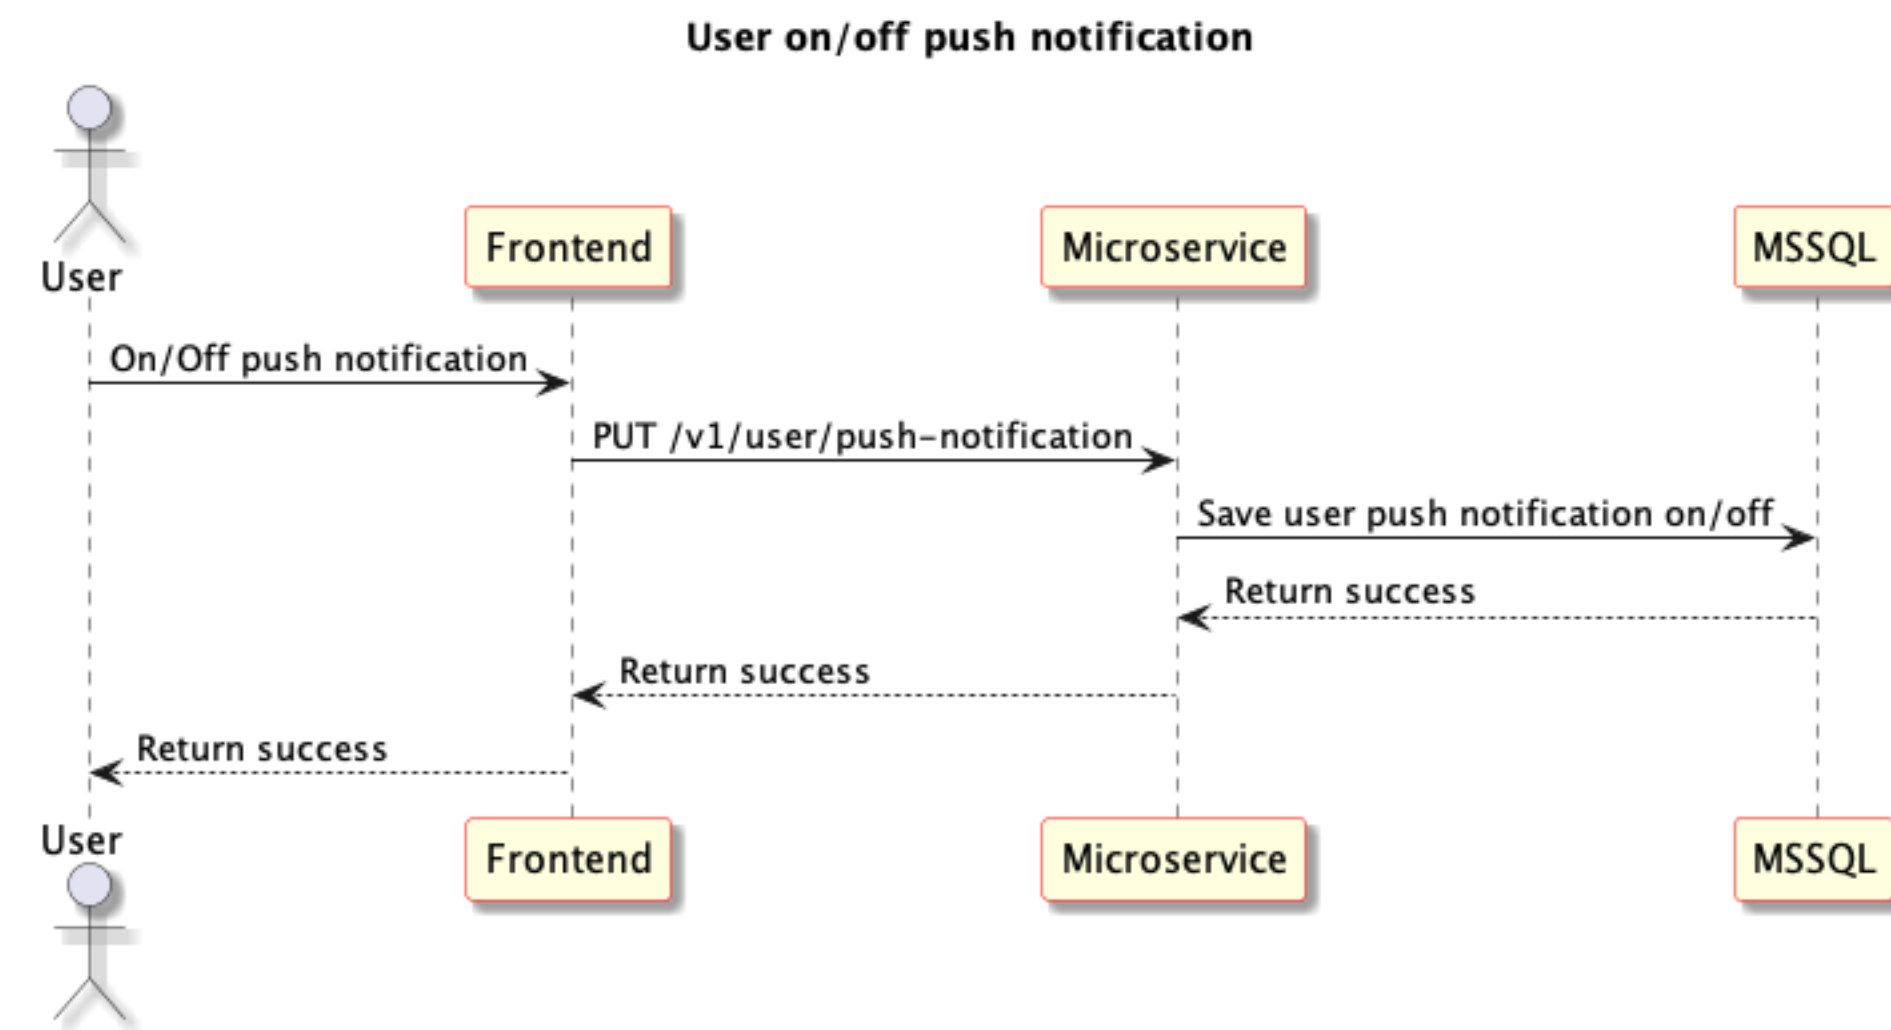 User on/off push notification
User
Frontend
Microservice
MSSQL
On/Off push notification
PUT /v1/user/push-notification
Save user push notification on/off
Return success
Return success
Return success
User
Frontend
Microservice
MSSQL